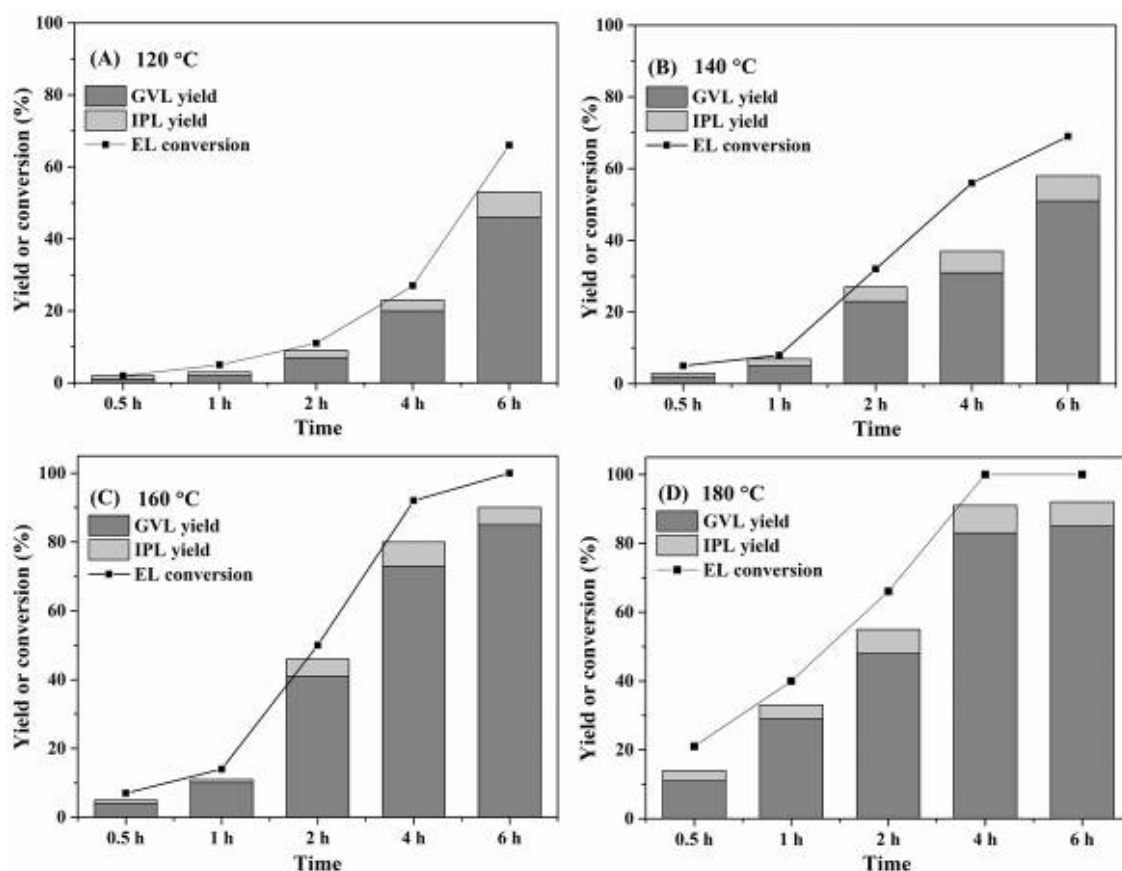 (A) 120 °C
GVL yield
IPL yield
EL conversion
Yield or conversion (%)
100
80
60
40
20
0
0.5 h 1 h 2 h 4 h 6 h
Time
(B) 140 °C
GVL yield
IPL yield
EL conversion
Yield or conversion (%)
100
80
60
40
20
0
0.5 h 1 h 2 h 4 h 6 h
Time
(C) 160 °C
GVL yield
IPL yield
EL conversion
Yield or conversion (%)
100
80
60
40
20
0
0.5 h 1 h 2 h 4 h 6 h
Time
(D) 180 °C
GVL yield
IPL yield
EL conversion
Yield or conversion (%)
100
80
60
40
20
0
0.5 h 1 h 2 h 4 h 6 h
Time